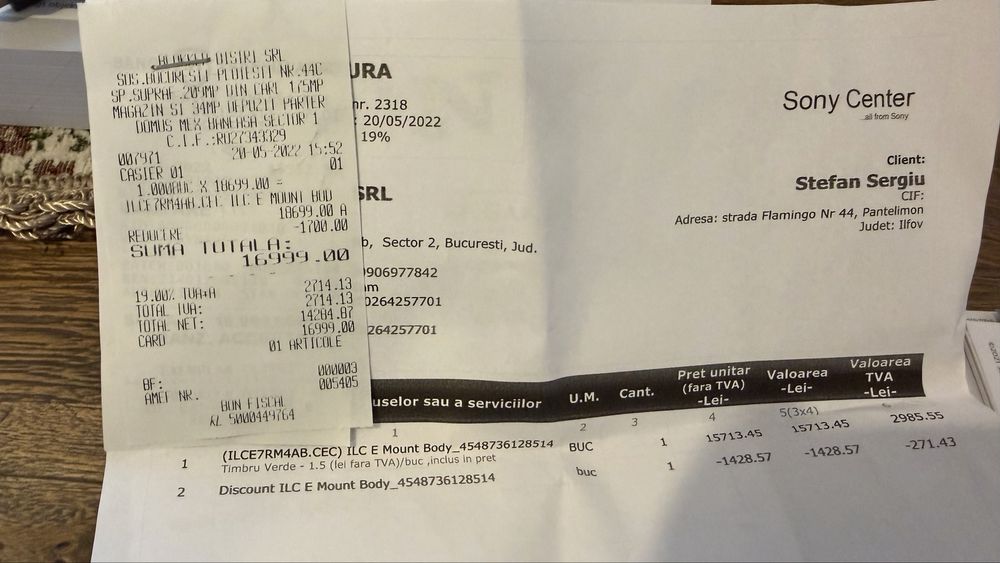 DISTRI SRL
SOS.BUCURESTI-PLOIESTI NR.44C
SP.SUPRAF.209MP DIN CARE 175MP
MAGAZIN SI 34MP DEPOZIT PARTER
DOMUS MEX BANEASA SECTOR 1
C.I.F.:RO27343329
007971 20-05-2022 15:52
CASIER 01 01
1.000BUC X 18699.00 =
ILCE7RM4AB.CEC ILC E MOUNT BOD
18699.00 A
REDUCERE -1700.00
SUMA TOTALA:
16999.00
19.00% TVA*A 2714.13
TOTAL TVA: 2714.13
TOTAL NET: 14284.87
CARD 16999.00
01 ARTICOLE
BF: 000003
AMEF NR. 005405
BON FISCAL
5000449764
URA
nr. 2318
: 20/05/2022
19%
SRL
b, Sector 2, Bucuresti, Jud.
0906977842
am
0264257701
264257701
Sony Center
...all from Sony
Client:
Stefan Sergiu
CIF:
Adresa: strada Flamingo Nr 44, Pantelimon
Judet: Ilfov
uselor sau a serviciilor U.M. Cant. Pret unitar (fara TVA) -Lei- Valoarea -Lei- Valoarea TVA -Lei-
1 2 3 4 5(3x4)
1 (ILCE7RM4AB.CEC) ILC E Mount Body_4548736128514 BUC 1 15713.45 15713.45 2985.55
Timbru Verde - 1.5 (lei fara TVA)/buc ,inclus in pret
2 Discount ILC E Mount Body_4548736128514 buc 1 -1428.57 -1428.57 -271.43